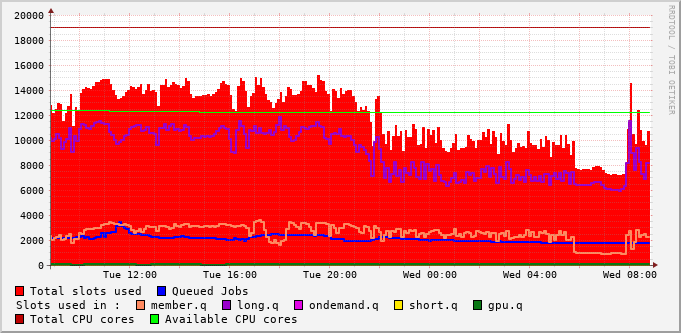 20000
18000
16000
14000
12000
10000
8000
6000
4000
2000
0
Tue 12:00 Tue 16:00 Tue 20:00 Wed 00:00 Wed 04:00 Wed 08:00
RRDTOOL / TOBI OETIKER
Total slots used Queued Jobs
Slots used in : member.q long.q ondemand.q short.q gpu.q
Total CPU cores Available CPU cores